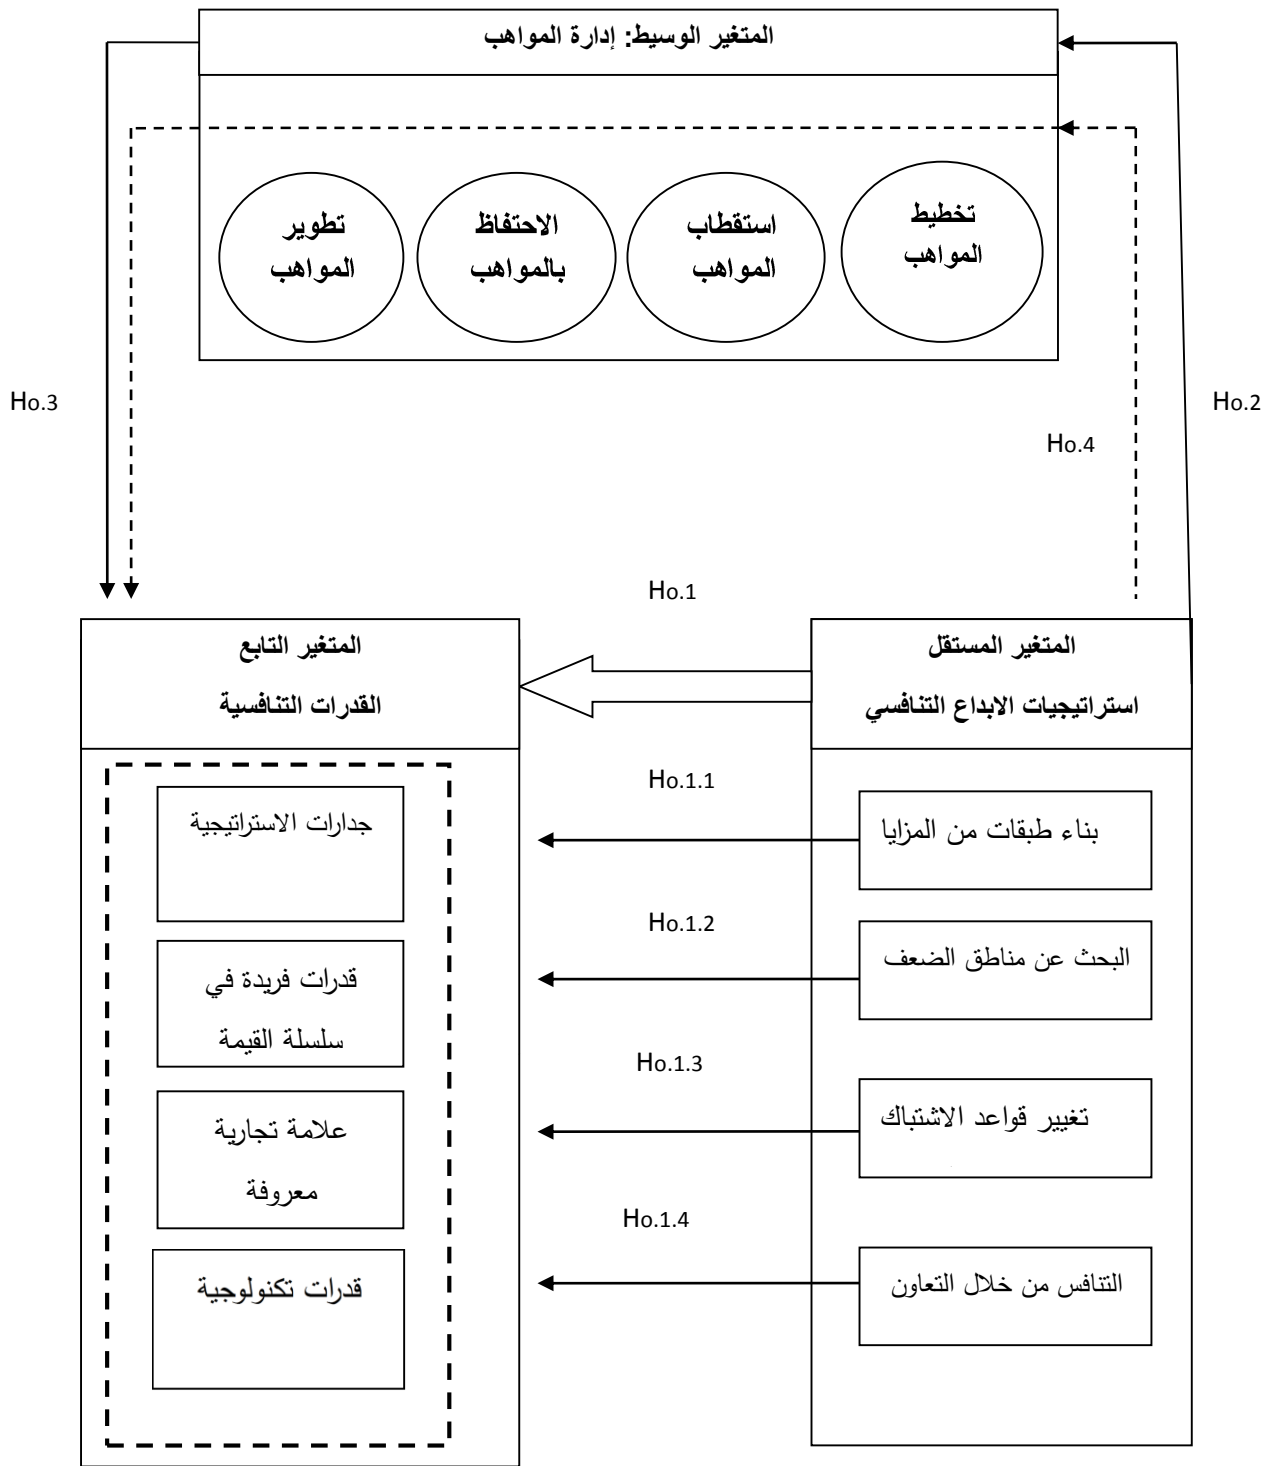 المتغير الوسيط: إدارة المواهب
تخطيط
المواهب
استقطاب
المواهب
الاحتفاظ
بالمواهب
تطوير
المواهب
Ho.2
Ho.3
Ho.4
Ho.1
المتغير المستقل
استراتيجيات الابداع التنافسي
المتغير التابع
القدرات التنافسية
Ho.1.1
بناء طبقات من المزايا
جدارات الاستراتيجية
Ho.1.2
البحث عن مناطق الضعف
قدرات فريدة في
سلسلة القيمة
Ho.1.3
تغيير قواعد الاشتباك
علامة تجارية
معروفة
Ho.1.4
التنافس من خلال التعاون
قدرات تكنولوجية